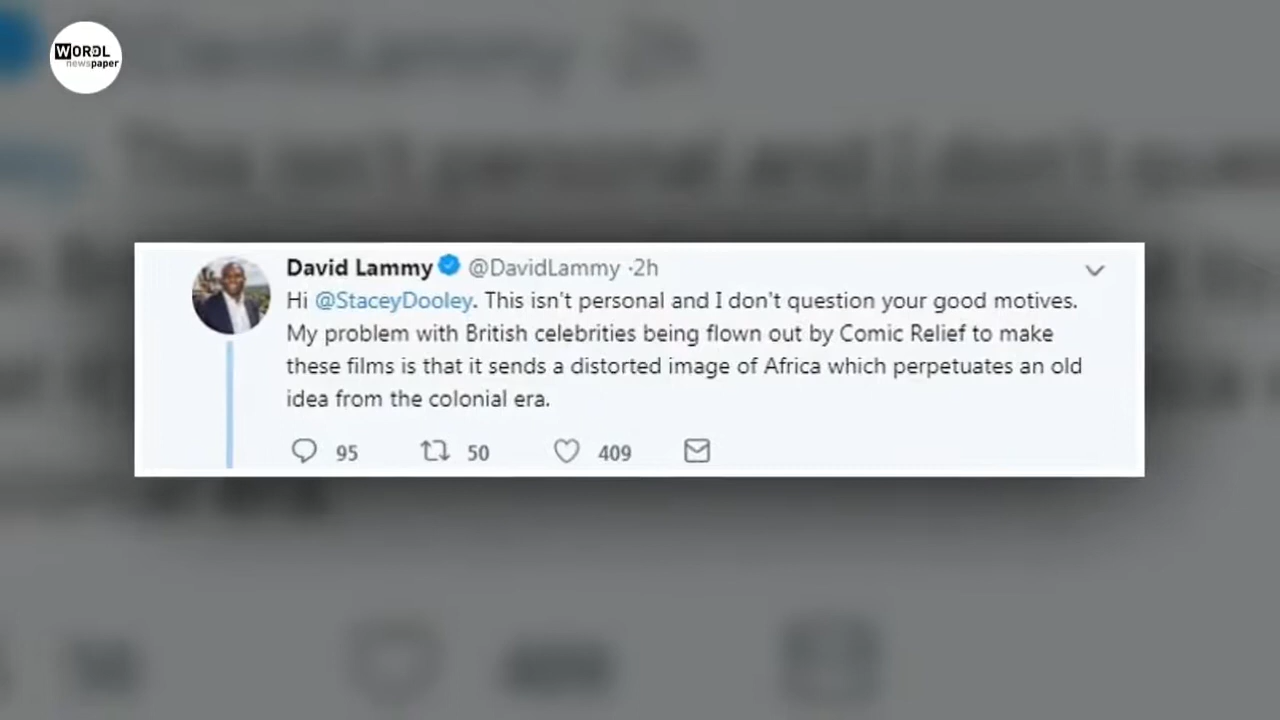 WORDL
newspaper
David Lammy @DavidLammy ·2h
Hi @StaceyDooley. This isn't personal and I don't question your good motives.
My problem with British celebrities being flown out by Comic Relief to make
these films is that it sends a distorted image of Africa which perpetuates an old
idea from the colonial era.
95 50 409